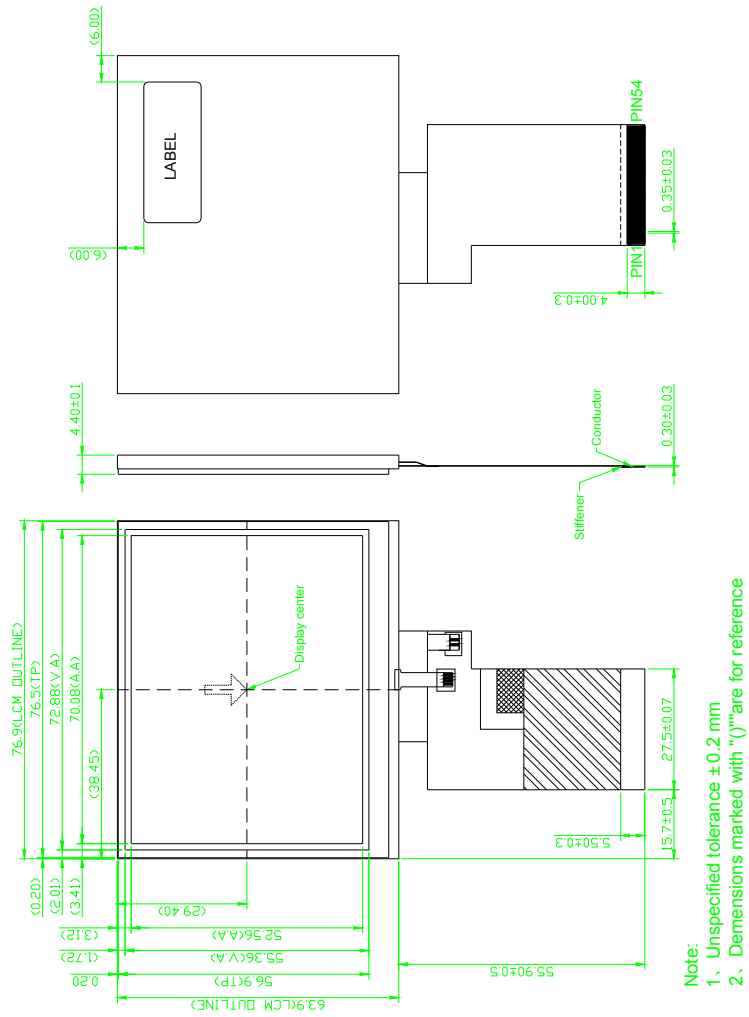 (6.00)
LABEL
(6.00)
PIN54
PIN1
0.35±0.03
4.00±0.3
4.40±0.1
Conductor
Stiffener
0.30±0.03
76.9(LCM OUTLINE)
76.5(TP)
72.88(V.A)
70.08(A.A)
(38.45)
Display center
(0.20)
(2.01)
(3.41)
(29.40)
(3.12)
52.56(A.A)
(1.72)
55.36(V.A)
0.20
56.9(TP)
63.9(LCM OUTLINE)
55.90±0.5
5.50±0.3
27.5±0.07
15.7±0.5
Note:
1、Unspecified tolerance ±0.2 mm
2、Demensions marked with "()""are for reference